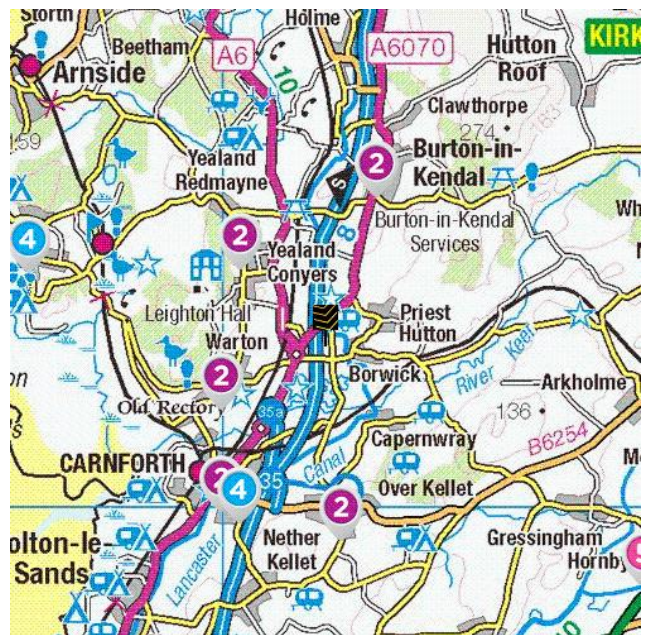 Storth
Holme
Beetham
A6
A6070
Hutton
Roof
KIRK
Arnside
10
Clawthorpe
159
274
Yealand
Redmayne
2
Burton-in-
Kendal
S
4
2
8
Burton-in-Kendal
Services
Wh
Yealand
Conyers
Leighton Hall
Priest
Hutton
Warton
River Keer
2
Borwick
Arkholme
Old Rectory
35a
136
B6254
Capernwray
CARNFORTH
2
4
35
Canal
2
Over Kellet
olton-le-
Sands
Lancaster
Nether
Kellet
Gressingham
Hornby
10